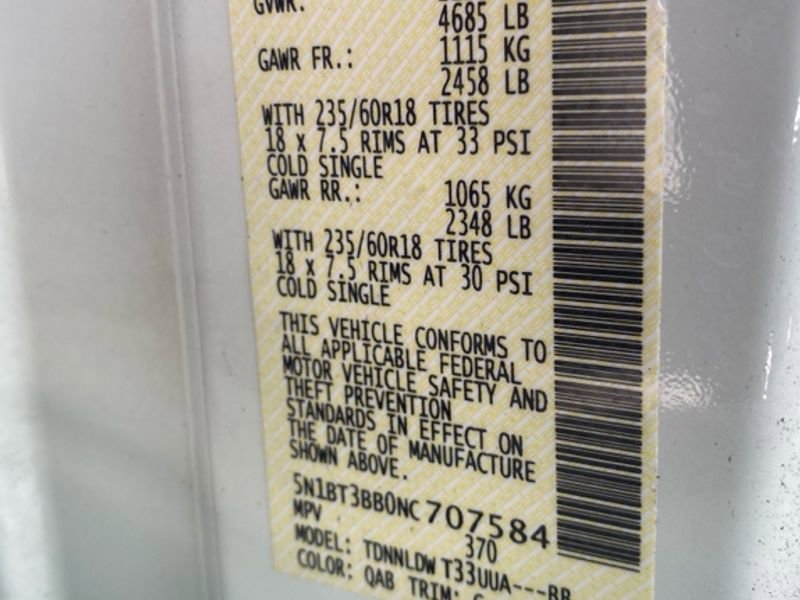 GVWR:
4685 LB
GAWR FR.: 1115 KG
2458 LB
WITH 235/60R18 TIRES
18 x 7.5 RIMS AT 33 PSI
COLD SINGLE
GAWR RR.: 1065 KG
2348 LB
WITH 235/60R18 TIRES
18 x 7.5 RIMS AT 30 PSI
COLD SINGLE
THIS VEHICLE CONFORMS TO
ALL APPLICABLE FEDERAL
MOTOR VEHICLE SAFETY AND
THEFT PREVENTION
STANDARDS IN EFFECT ON
THE DATE OF MANUFACTURE
SHOWN ABOVE.
5N1BT3BB0NC707584
MPV 370
MODEL: TDNNLDW T33UUA---BB
COLOR: QAB TRIM: